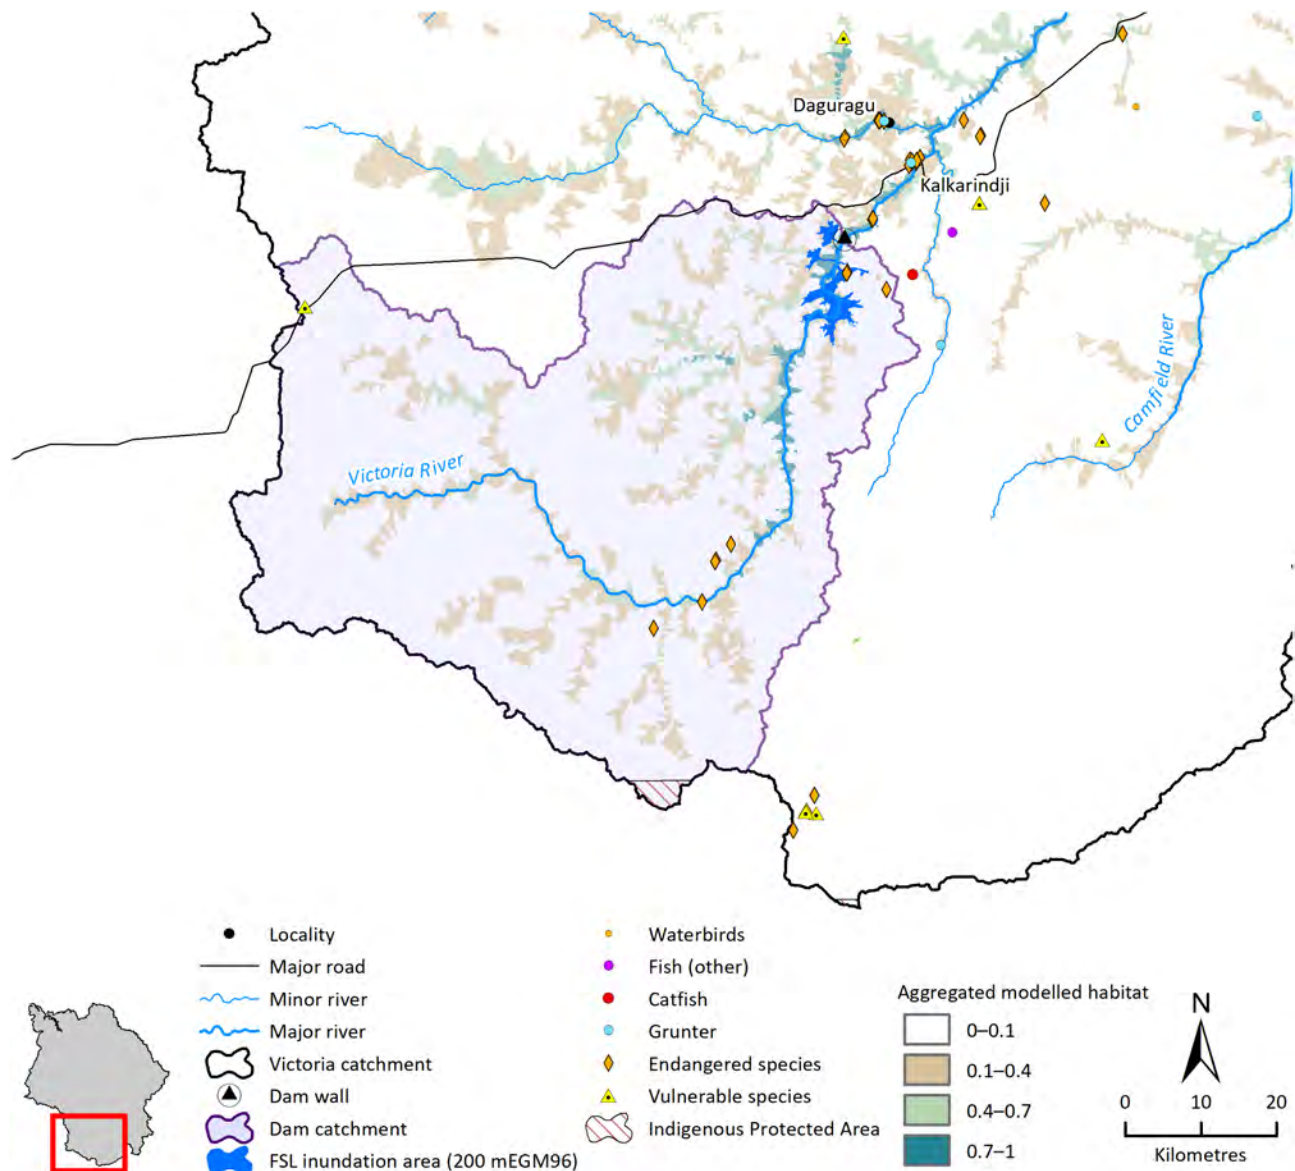 Daguragu
Kalkarindji
Camfield River
Victoria River
Locality
Major road
Minor river
Major river
Victoria catchment
Dam wall
Dam catchment
FSL inundation area (200 mEGM96)
Waterbirds
Fish (other)
Catfish
Grunter
Endangered species
Vulnerable species
Indigenous Protected Area
Aggregated modelled habitat
0–0.1
0.1–0.4
0.4–0.7
0.7–1
N
0 10 20
Kilometres